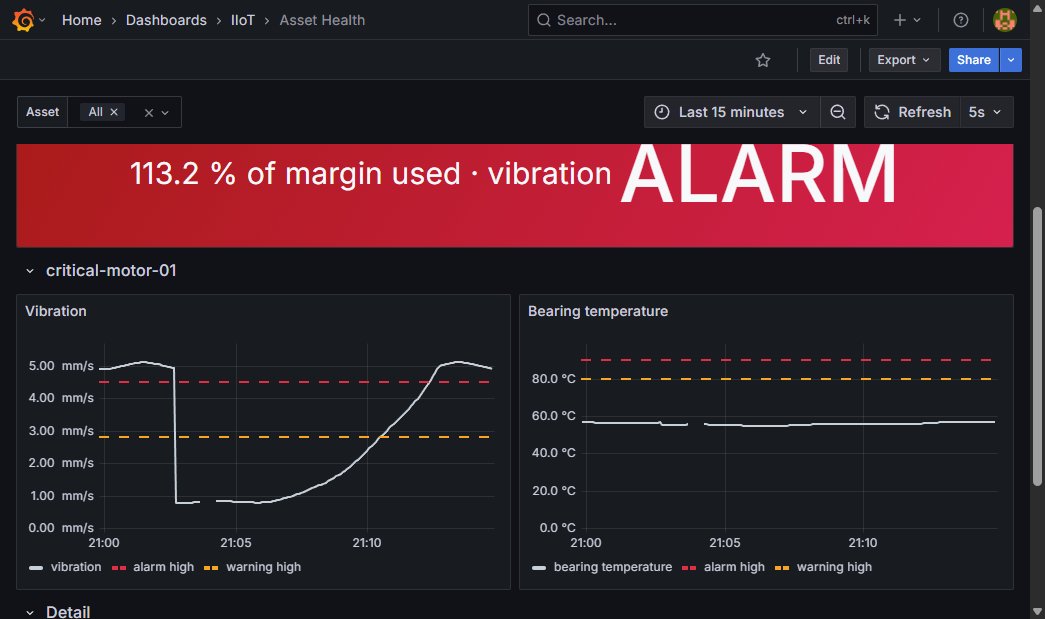 Home › Dashboards › IIoT › Asset Health
Search... ctrl+k
Edit Export Share
Asset All Last 15 minutes Refresh 5s
113.2 % of margin used · vibration ALARM
critical-motor-01
Vibration
5.00 mm/s
4.00 mm/s
3.00 mm/s
2.00 mm/s
1.00 mm/s
0.00 mm/s
21:00 21:05 21:10
vibration alarm high warning high
Bearing temperature
80.0 °C
60.0 °C
40.0 °C
20.0 °C
0.0 °C
21:00 21:05 21:10
bearing temperature alarm high warning high
Detail